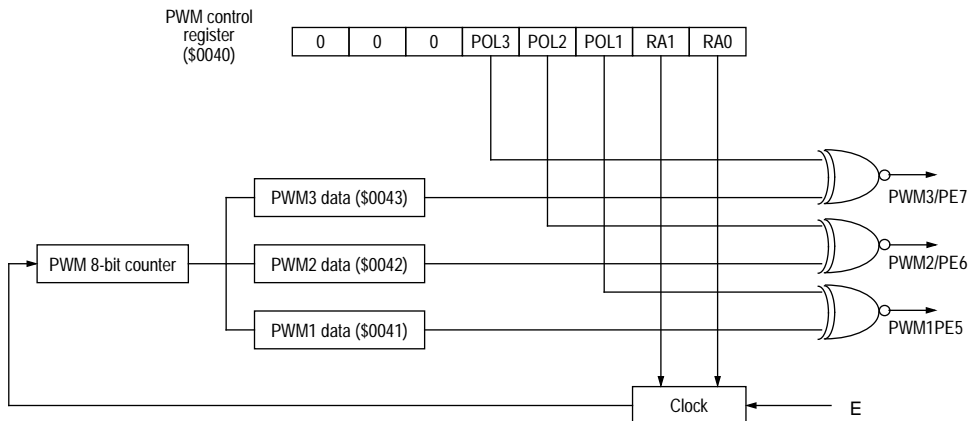 PWM control
register
($0040)
0 0 0 POL3 POL2 POL1 RA1 RA0
PWM3/PE7
PWM3 data ($0043)
PWM2/PE6
PWM 8-bit counter
PWM2 data ($0042)
PWM1PE5
PWM1 data ($0041)
Clock
E